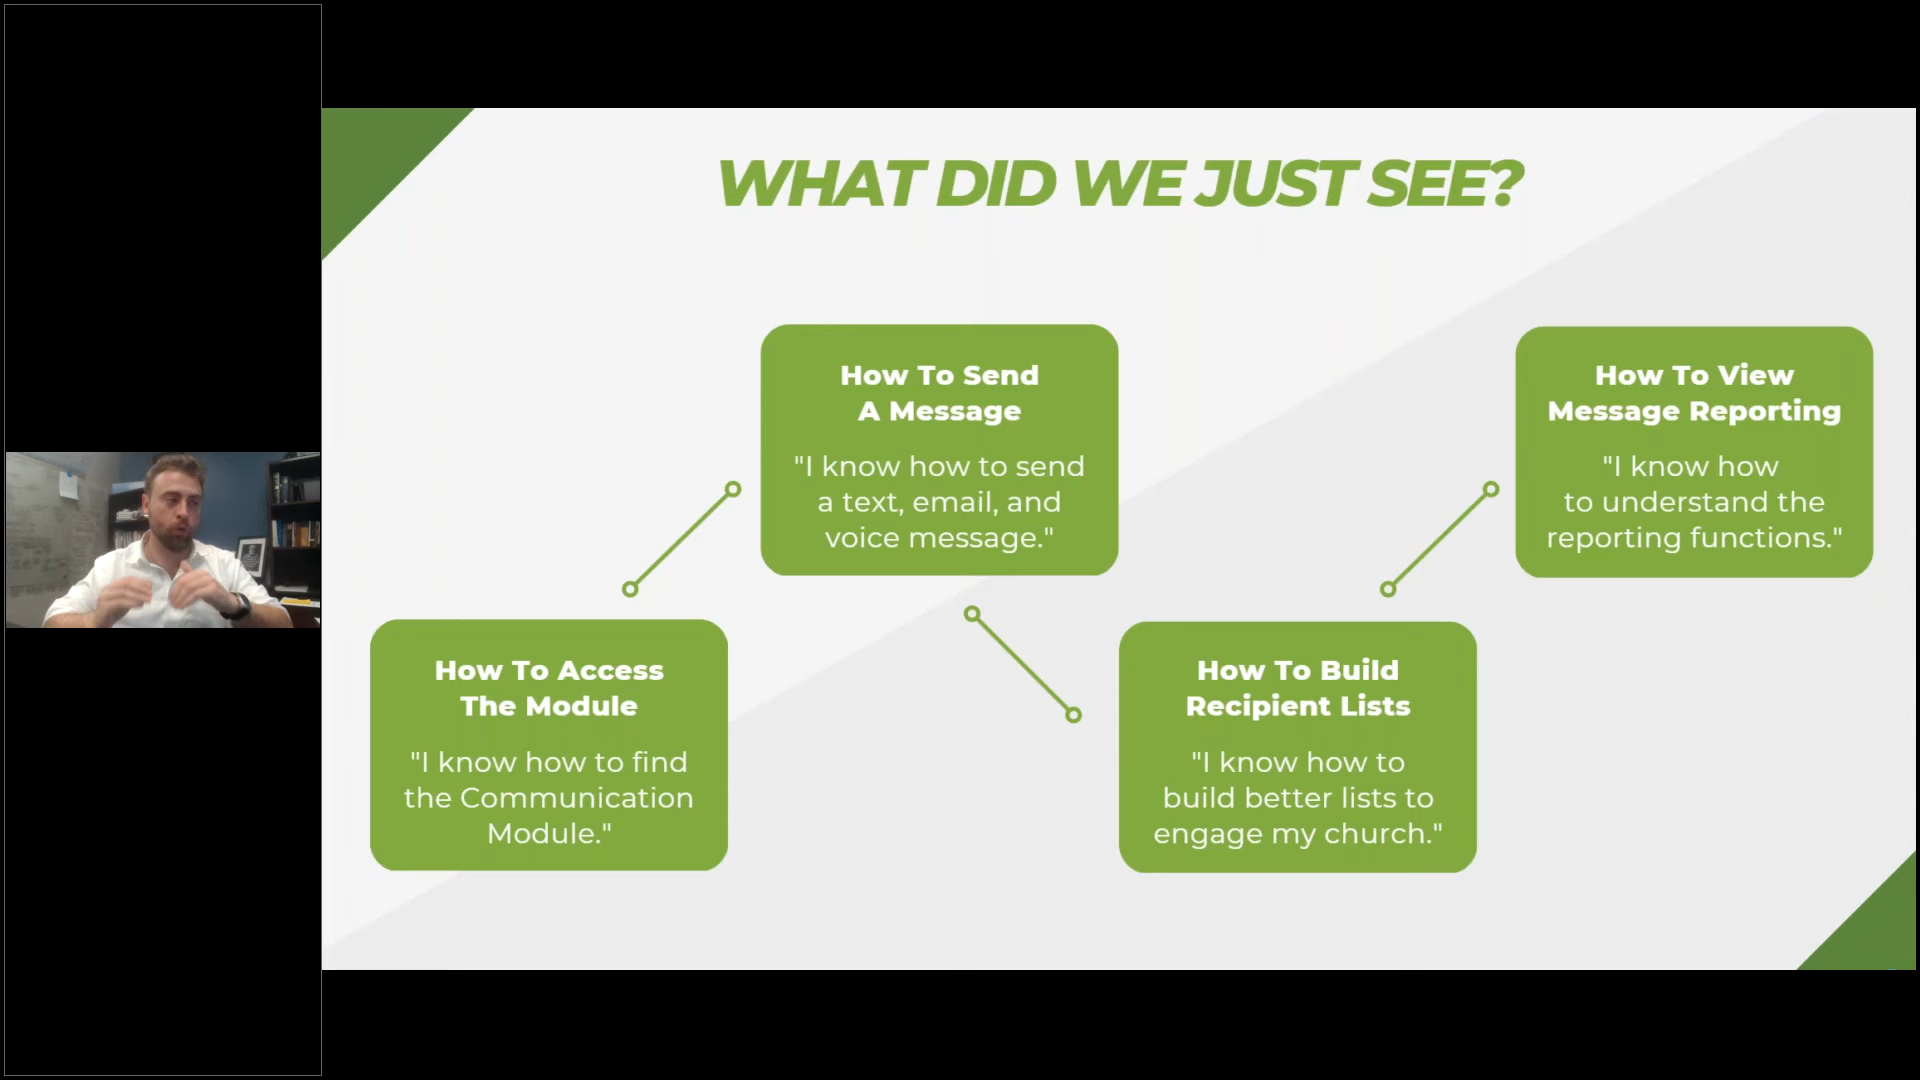 WHAT DID WE JUST SEE?
How To Access
The Module
"I know how to find
the Communication
Module."
How To Send
A Message
"I know how to send
a text, email, and
voice message."
How To Build
Recipient Lists
"I know how to
build better lists to
engage my church."
How To View
Message Reporting
"I know how
to understand the
reporting functions."